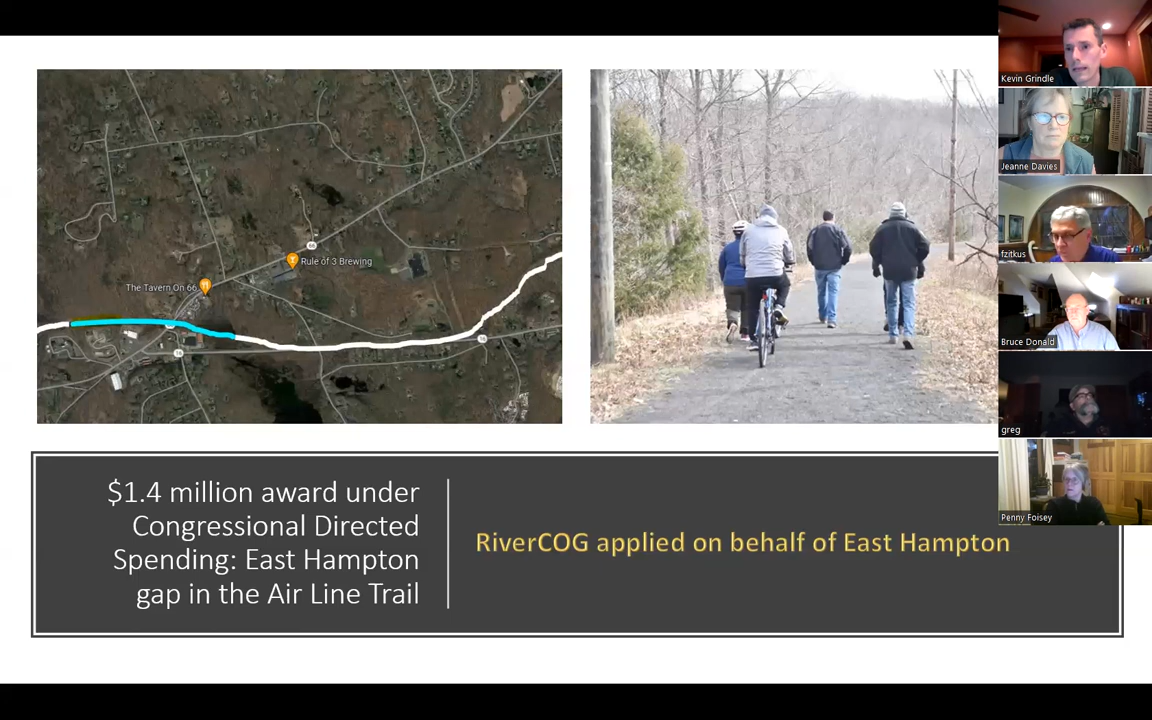 66
Rule of 3 Brewing
The Tavern On 66
16
16
$1.4 million award under
Congressional Directed
Spending: East Hampton
gap in the Air Line Trail
RiverCOG applied on behalf of East Hampton
Kevin Grindle
Jeanne Davies
fzitkus
Bruce Donald
greg
Penny Foisey